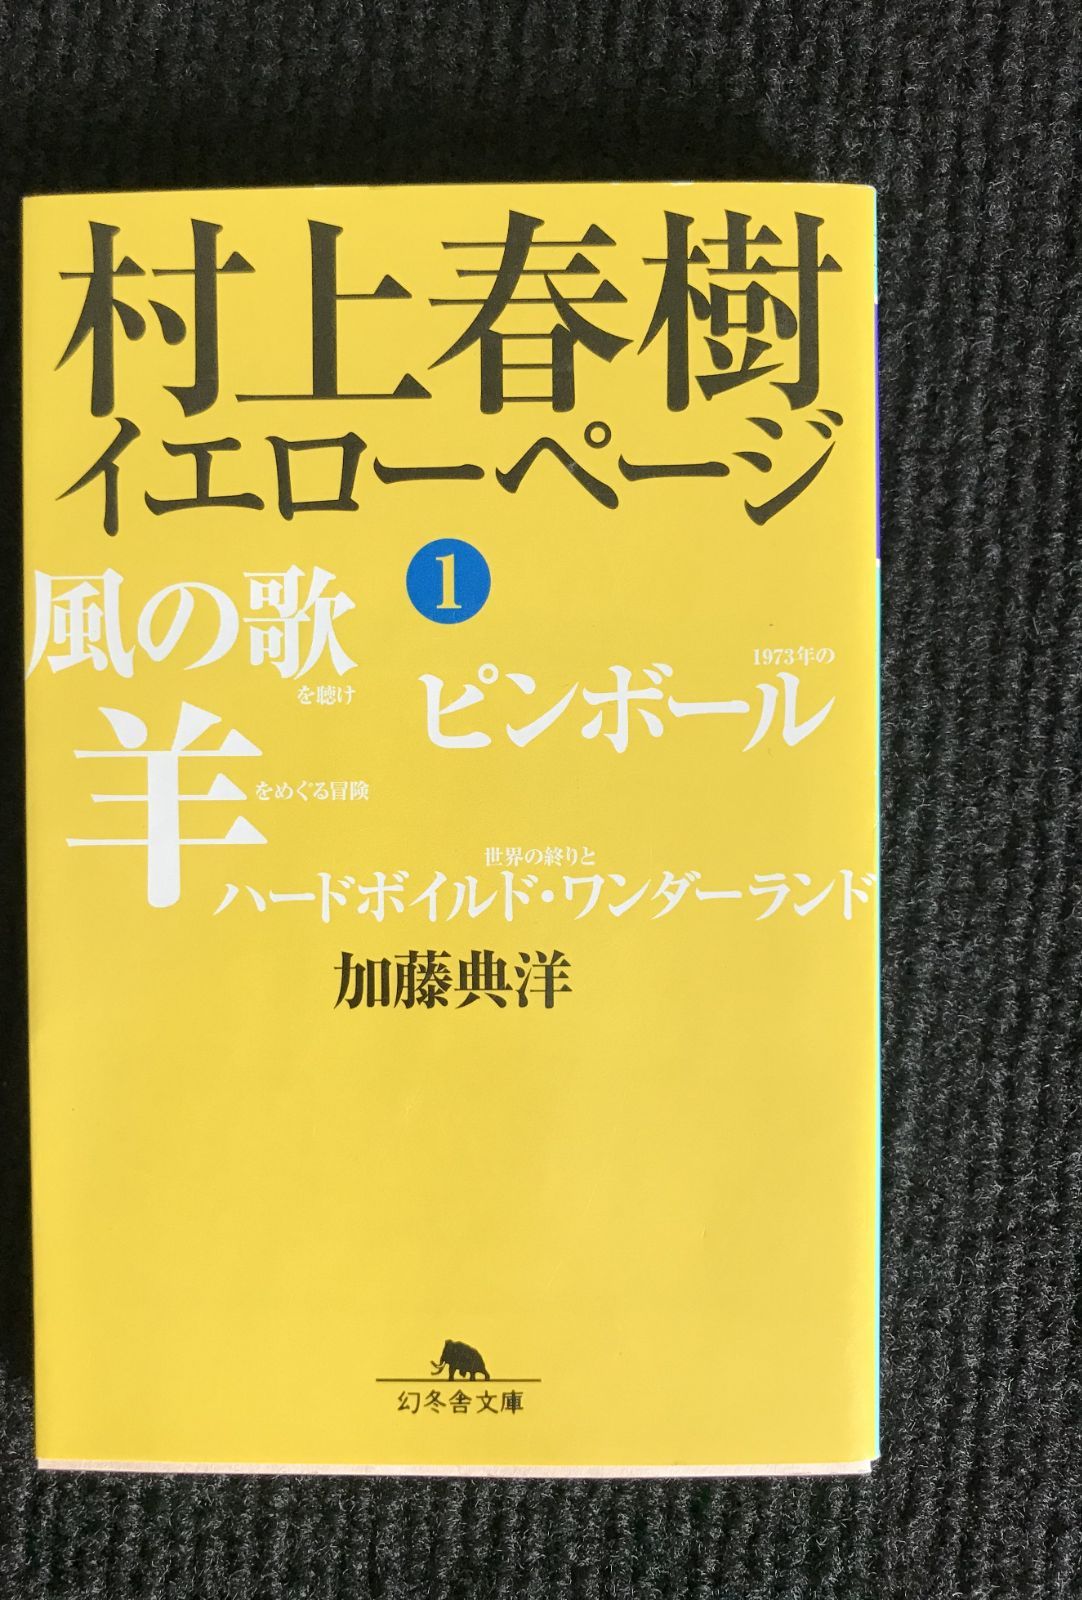 村上春樹
イエローページ
1
風の歌
を聴け
1973年の
ピンボール
羊
をめぐる冒険
世界の終りと
ハードボイルド・ワンダーランド
加藤典洋
幻冬舎文庫